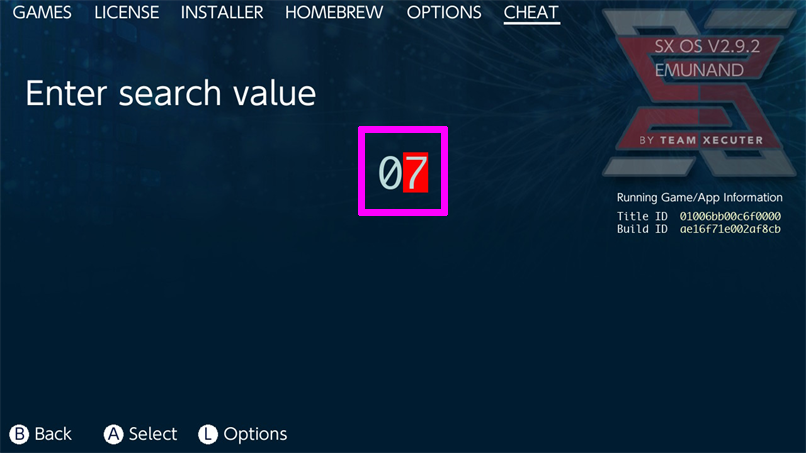 GAMES LICENSE INSTALLER HOMEBREW OPTIONS CHEAT
SX OS V2.9.2
EMUNAND
Enter search value
BY TEAM XECUTER
07
Running Game/App Information
Title ID 01006bb00c6f0000
Build ID ae16f71e002af8cb
B Back A Select L Options